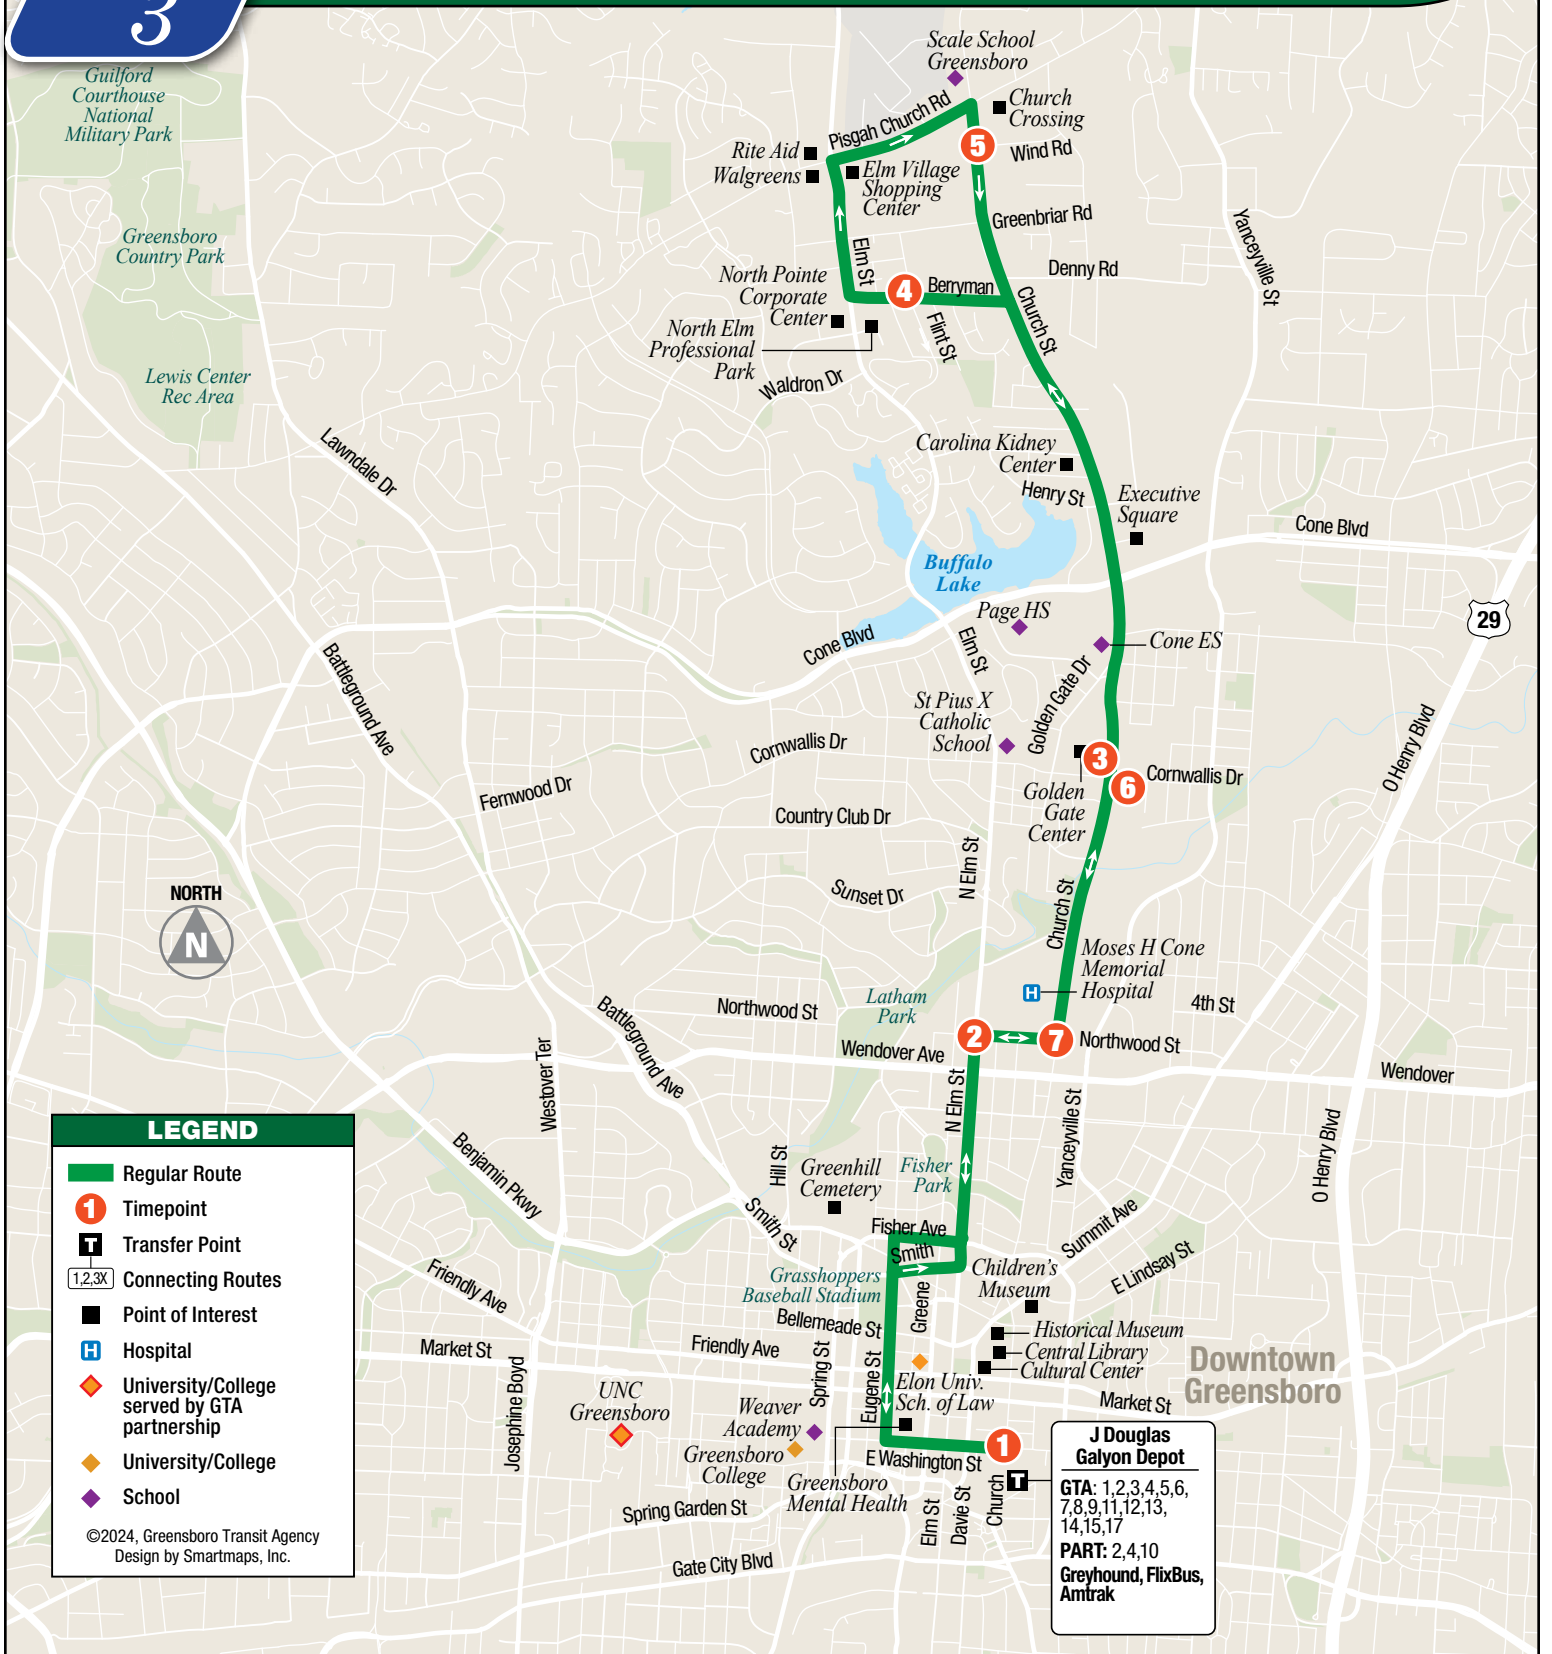 3
Scale School
Greensboro
Guilford
Courthouse
National
Military Park
Church
Crossing
Pisgah Church Rd
5
Wind Rd
Rite Aid
Walgreens
Elm Village
Shopping
Center
Greenbriar Rd
Yanceyville St
Greensboro
Country Park
Elm St
Denny Rd
North Pointe
Corporate
Center
4
Berryman
Church St
Flint St
North Elm
Professional
Park
Waldron Dr
Lewis Center
Rec Area
Lawndale Dr
Carolina Kidney
Center
Henry St
Executive
Square
Cone Blvd
Buffalo
Lake
Page HS
29
Cone Blvd
Elm St
Cone ES
Battleground Ave
Golden Gate Dr
St Pius X
Catholic
School
O Henry Blvd
Cornwallis Dr
3
Cornwallis Dr
6
Fernwood Dr
Golden
Gate
Center
Country Club Dr
N Elm St
Sunset Dr
NORTH
N
Church St
Moses H Cone
Memorial
Hospital
H
Latham
Park
Northwood St
4th St
Battleground Ave
2
7
Northwood St
Wendover Ave
Wendover
Westover Ter
N Elm St
Yanceyville St
O Henry Blvd
Benjamin Pkwy
Hill St
Greenhill
Cemetery
Fisher
Park
Smith St
Fisher Ave
Smith
Summit Ave
E Lindsay St
Friendly Ave
Grasshoppers
Baseball Stadium
Children's
Museum
Greene
Bellemeade St
Historical Museum
Central Library
Cultural Center
Market St
Friendly Ave
Spring St
Eugene St
Downtown
Greensboro
Josephine Boyd
UNC
Greensboro
Elon Univ.
Sch. of Law
Market St
Weaver
Academy
Greensboro
College
1
E Washington St
Greensboro
Mental Health
Church
T
Spring Garden St
Elm St
Davie St
Gate City Blvd
J Douglas
Galyon Depot
GTA: 1,2,3,4,5,6,
7,8,9,11,12,13,
14,15,17
PART: 2,4,10
Greyhound, FlixBus,
Amtrak
LEGEND
Regular Route
1 Timepoint
T Transfer Point
1,2,3X Connecting Routes
Point of Interest
H Hospital
University/College
served by GTA
partnership
University/College
School
©2024, Greensboro Transit Agency
Design by Smartmaps, Inc.